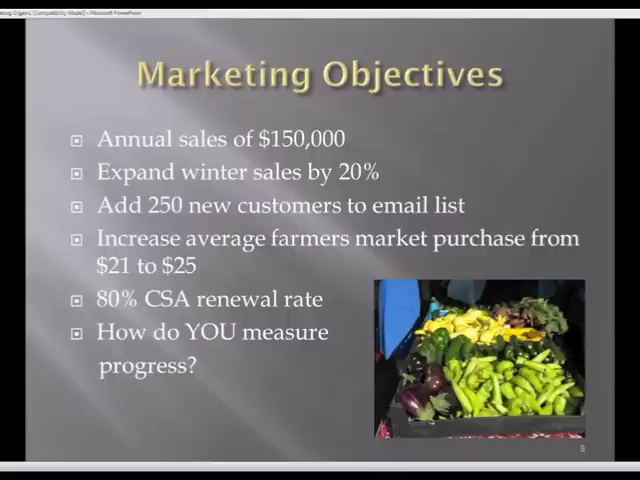 Marketing Objectives
Annual sales of $150,000
Expand winter sales by 20%
Add 250 new customers to email list
Increase average farmers market purchase from
$21 to $25
80% CSA renewal rate
How do YOU measure
progress?
8